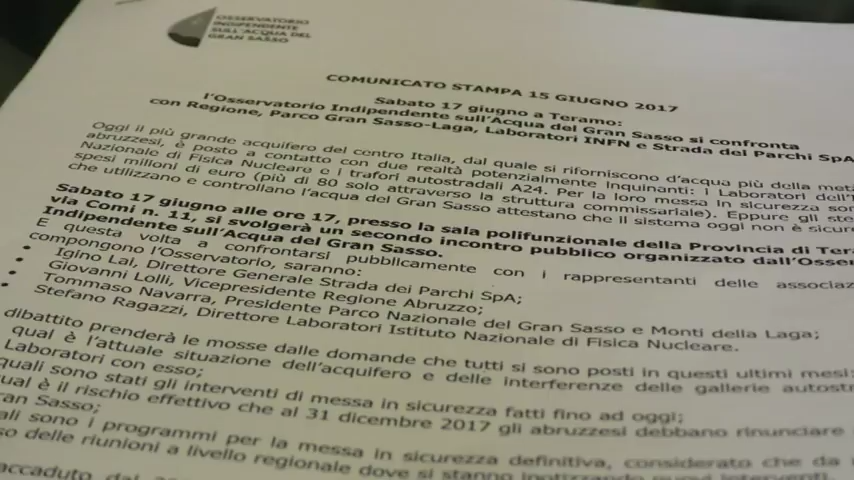 OSSERVATORIO
INDIPENDENTE
SULL'ACQUA DEL
GRAN SASSO
COMUNICATO STAMPA 15 GIUGNO 2017
Sabato 17 giugno a Teramo:
l'Osservatorio Indipendente sull'Acqua del Gran Sasso si confronta
con Regione, Parco Gran Sasso-Laga, Laboratori INFN e Strada dei Parchi SpA
Oggi il più grande acquifero del centro Italia, dal quale si riforniscono d'acqua più della metà
abruzzesi, è posto a contatto con due realtà potenzialmente inquinanti: i Laboratori dell'I
Nazionale di Fisica Nucleare e i trafori autostradali A24. Per la loro messa in sicurezza son
spesi milioni di euro (più di 80 solo attraverso la struttura commissariale). Eppure gli ste
che utilizzano e controllano l'acqua del Gran Sasso attestano che il sistema oggi non è sicur
Sabato 17 giugno alle ore 17, presso la sala polifunzionale della Provincia di Tera
via Comi n. 11, si svolgerà un secondo incontro pubblico organizzato dall'Osser
Indipendente sull'Acqua del Gran Sasso.
E questa volta a confrontarsi pubblicamente con i rappresentanti delle associaz
compongono l'Osservatorio, saranno:
• Igino Lai, Direttore Generale Strada dei Parchi SpA;
• Giovanni Lolli, Vicepresidente Regione Abruzzo;
• Tommaso Navarra, Presidente Parco Nazionale del Gran Sasso e Monti della Laga;
• Stefano Ragazzi, Direttore Laboratori Istituto Nazionale di Fisica Nucleare.
dibattito prenderà le mosse dalle domande che tutti si sono posti in questi ultimi mesi:
qual è l'attuale situazione dell'acquifero e delle interferenze delle gallerie autostr
Laboratori con esso;
quali sono stati gli interventi di messa in sicurezza fatti fino ad oggi;
ual è il rischio effettivo che al 31 dicembre 2017 gli abruzzesi debbano rinunciare
ran Sasso;
ali sono i programmi per la messa in sicurezza definitiva, considerato che da
so delle riunioni a livello regionale dove si stanno ipotizzando nuovi interventi.
accaduto dal